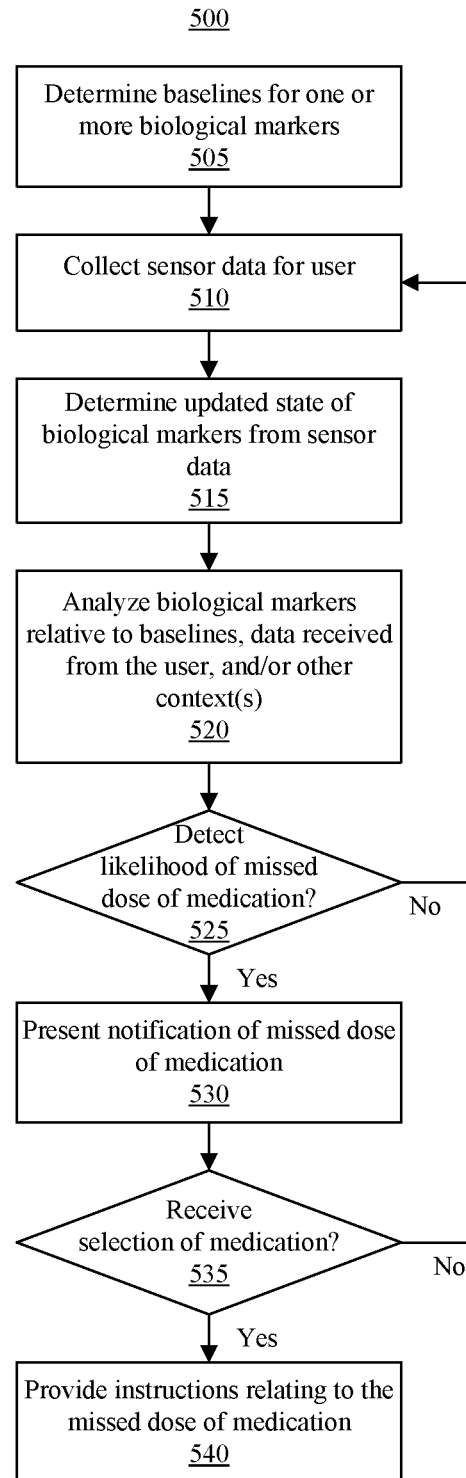 500
Determine baselines for one or
more biological markers
505
Collect sensor data for user
510
Determine updated state of
biological markers from sensor
data
515
Analyze biological markers
relative to baselines, data received
from the user, and/or other
context(s)
520
Detect
likelihood of missed
dose of medication?
525
No
Yes
Present notification of missed dose
of medication
530
Receive
selection of medication?
535
No
Yes
Provide instructions relating to the
missed dose of medication
540